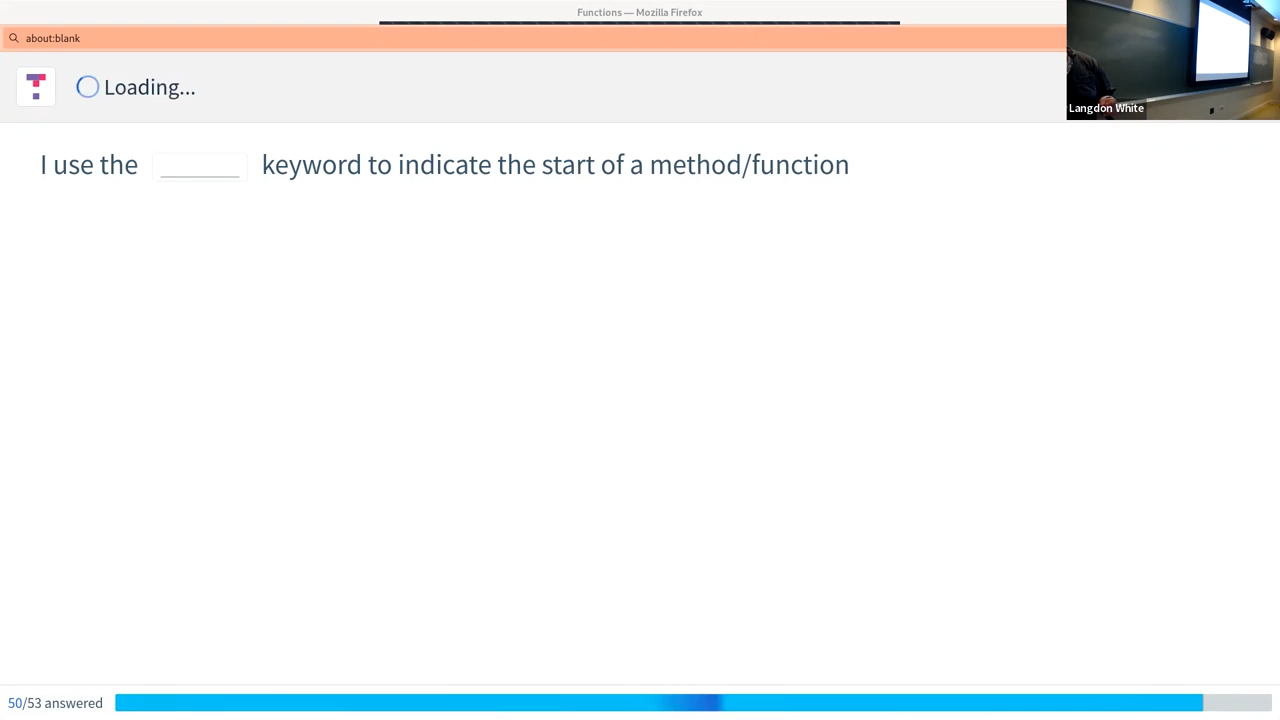 Functions — Mozilla Firefox
about:blank
Loading...
Langdon White
I use the ________ keyword to indicate the start of a method/function
50/53 answered